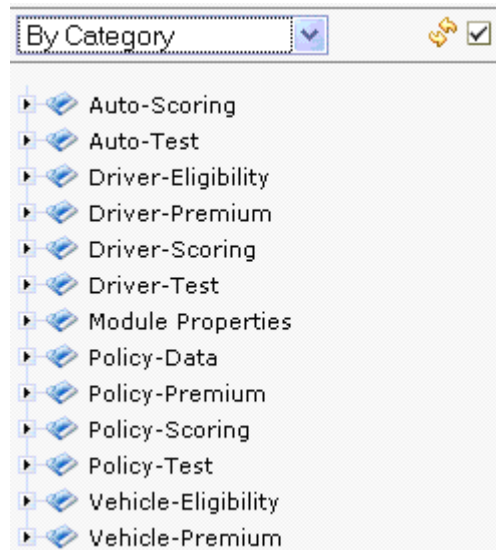 By Category
Auto-Scoring
Auto-Test
Driver-Eligibility
Driver-Premium
Driver-Scoring
Driver-Test
Module Properties
Policy-Data
Policy-Premium
Policy-Scoring
Policy-Test
Vehicle-Eligibility
Vehicle-Premium